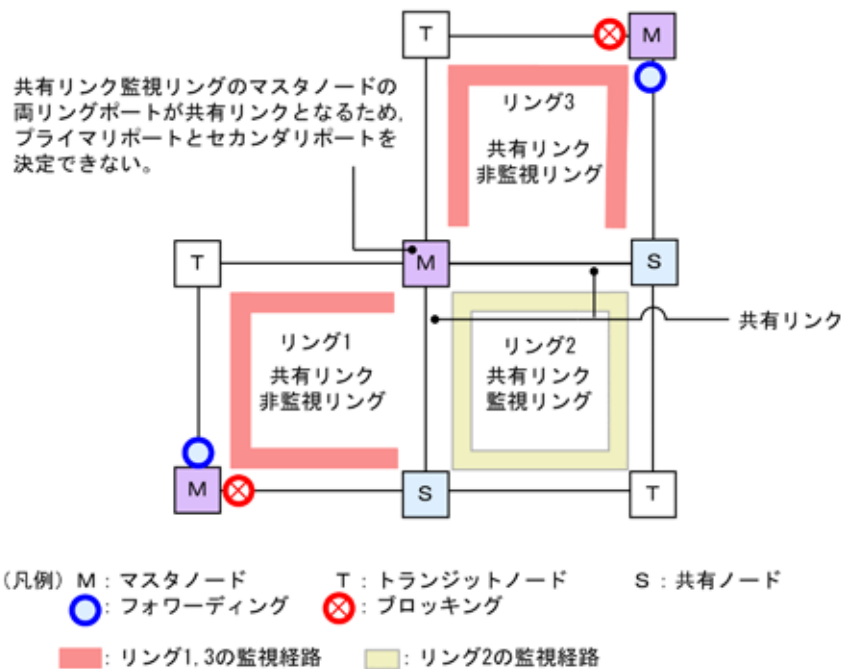 T
M
共有リンク監視リングのマスタノードの
両リングポートが共有リンクとなるため,
プライマリポートとセカンダリポートを
決定できない。
リング3
共有リンク
非監視リング
T
M
S
リング1
共有リンク
非監視リング
リング2
共有リンク
監視リング
共有リンク
M
S
T
(凡例) M:マスタノード T:トランジットノード S:共有ノード
:フォワーディング :ブロッキング
:リング1,3の監視経路 :リング2の監視経路